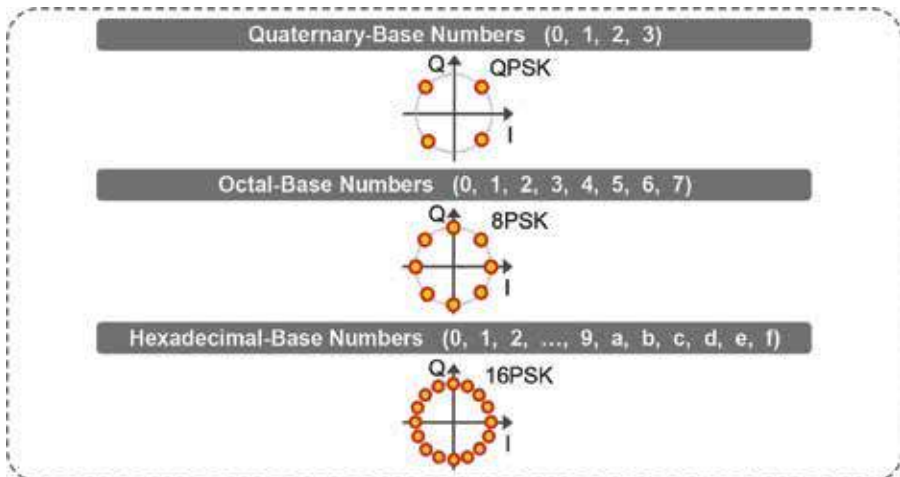 Quaternary-Base Numbers (0, 1, 2, 3)
Q QPSK
I
Octal-Base Numbers (0, 1, 2, 3, 4, 5, 6, 7)
Q 8PSK
I
Hexadecimal-Base Numbers (0, 1, 2, ..., 9, a, b, c, d, e, f)
Q 16PSK
I